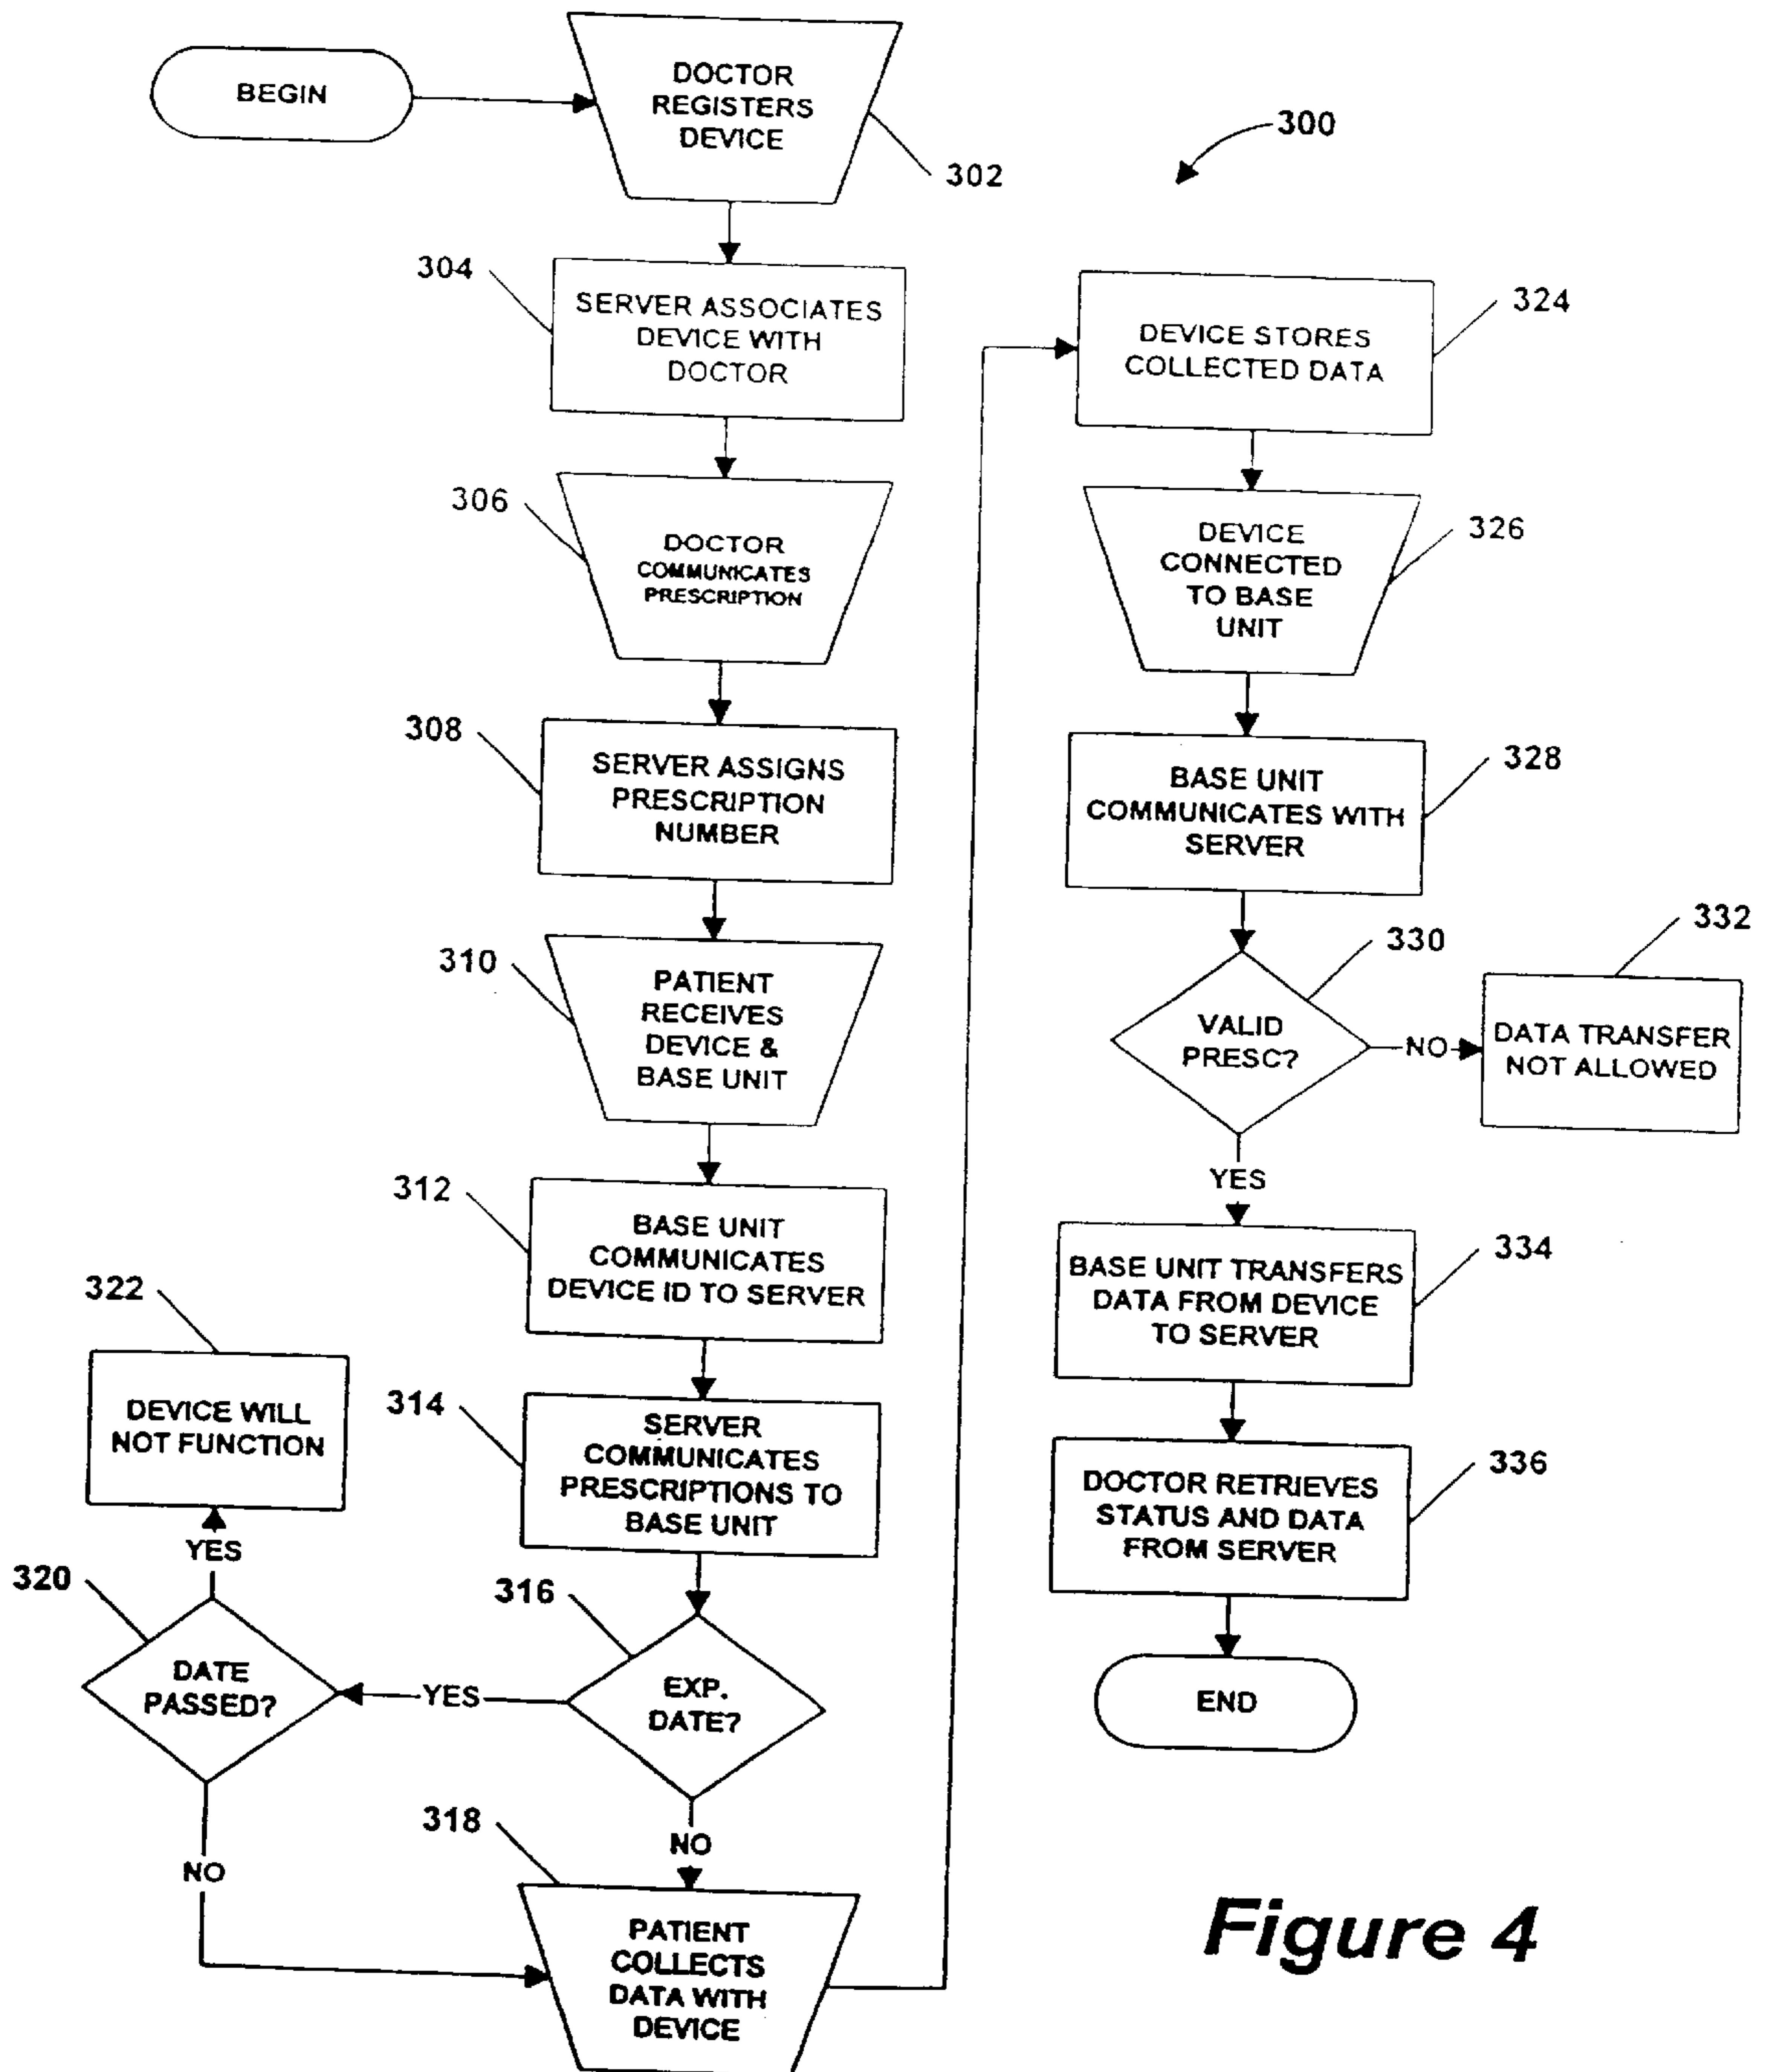 BEGIN
DOCTOR
REGISTERS
DEVICE
302
300
304
SERVER ASSOCIATES
DEVICE WITH
DOCTOR
306
DOCTOR
COMMUNICATES
PRESCRIPTION
308
SERVER ASSIGNS
PRESCRIPTION
NUMBER
310
PATIENT
RECEIVES
DEVICE &
BASE UNIT
312
BASE UNIT
COMMUNICATES
DEVICE ID TO SERVER
314
SERVER
COMMUNICATES
PRESCRIPTIONS TO
BASE UNIT
316
EXP.
DATE?
YES
NO
320
DATE
PASSED?
YES
NO
322
DEVICE WILL
NOT FUNCTION
318
PATIENT
COLLECTS
DATA WITH
DEVICE
324
DEVICE STORES
COLLECTED DATA
326
DEVICE
CONNECTED
TO BASE
UNIT
328
BASE UNIT
COMMUNICATES WITH
SERVER
330
VALID
PRESC?
NO
332
DATA TRANSFER
NOT ALLOWED
YES
334
BASE UNIT TRANSFERS
DATA FROM DEVICE
TO SERVER
336
DOCTOR RETRIEVES
STATUS AND DATA
FROM SERVER
END
Figure 4